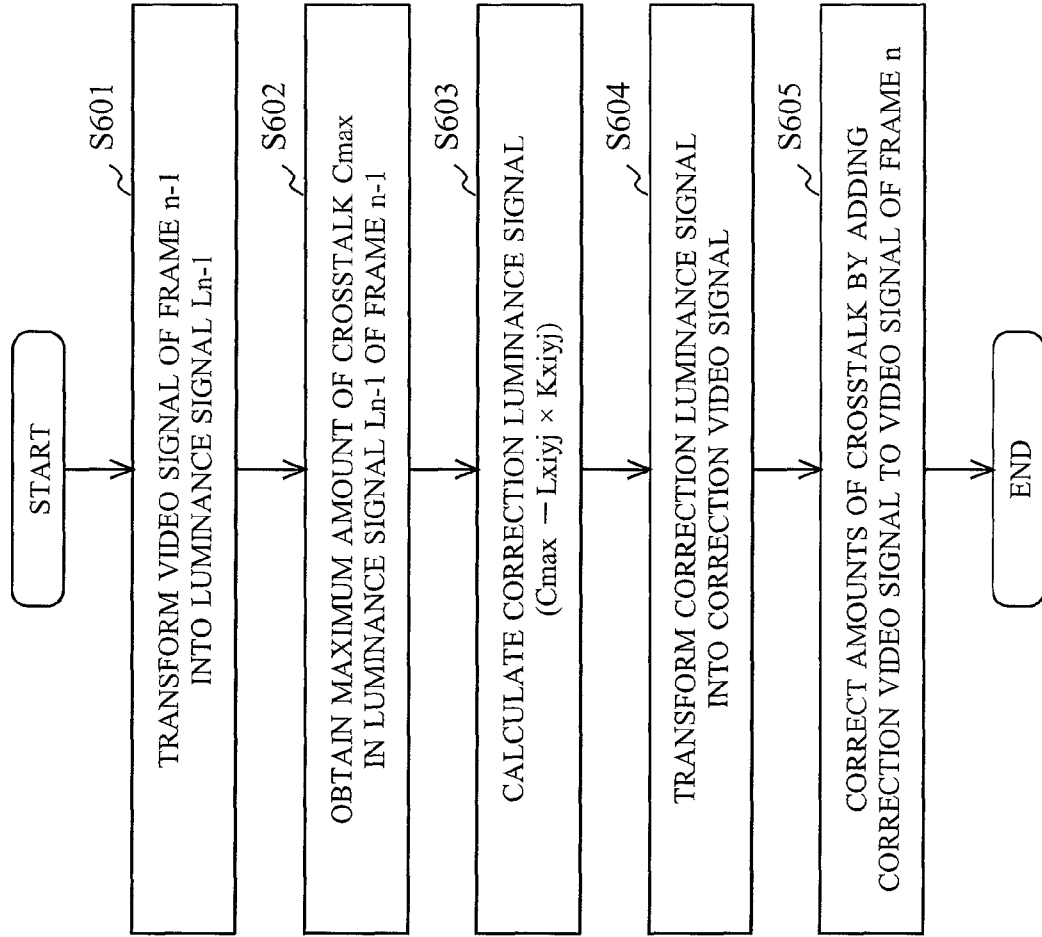 START
S601
TRANSFORM VIDEO SIGNAL OF FRAME n-1
INTO LUMINANCE SIGNAL Ln-1
S602
OBTAIN MAXIMUM AMOUNT OF CROSSTALK Cmax
IN LUMINANCE SIGNAL Ln-1 OF FRAME n-1
S603
CALCULATE CORRECTION LUMINANCE SIGNAL
(Cmax — Lxiyj × Kxiyj)
S604
TRANSFORM CORRECTION LUMINANCE SIGNAL
INTO CORRECTION VIDEO SIGNAL
S605
CORRECT AMOUNTS OF CROSSTALK BY ADDING
CORRECTION VIDEO SIGNAL TO VIDEO SIGNAL OF FRAME n
END